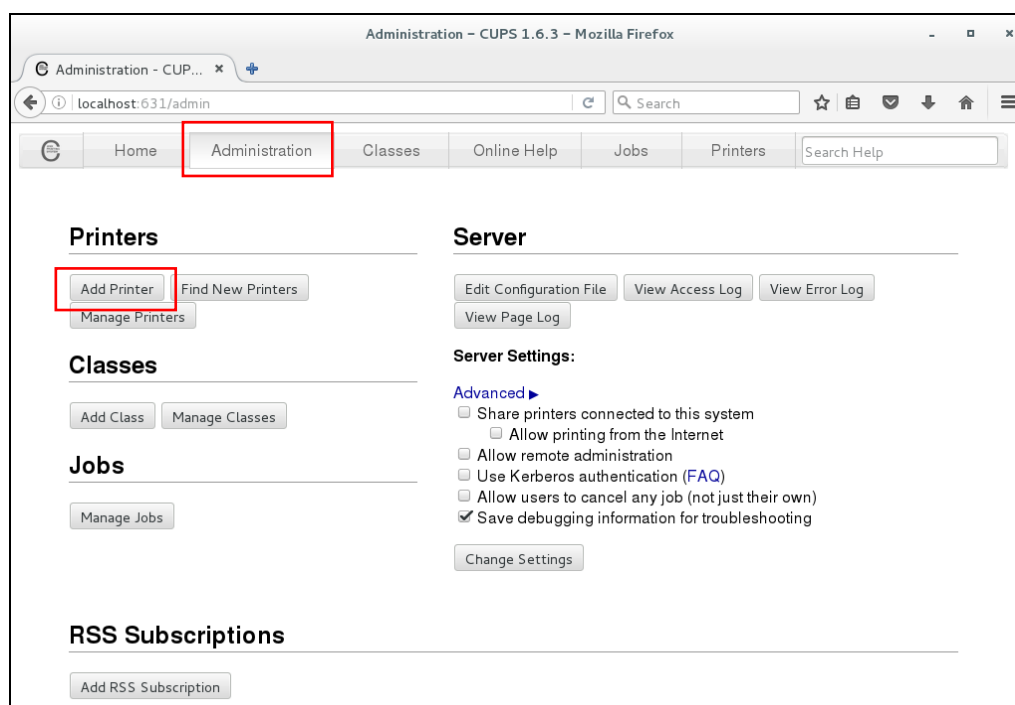 Administration – CUPS 1.6.3 – Mozilla Firefox
Administration - CUP...
localhost:631/admin
Search
Home Administration Classes Online Help Jobs Printers Search Help
Printers
Add Printer Find New Printers
Manage Printers
Classes
Add Class Manage Classes
Jobs
Manage Jobs
Server
Edit Configuration File View Access Log View Error Log
View Page Log
Server Settings:
Advanced ▶
Share printers connected to this system
Allow printing from the Internet
Allow remote administration
Use Kerberos authentication (FAQ)
Allow users to cancel any job (not just their own)
Save debugging information for troubleshooting
Change Settings
RSS Subscriptions
Add RSS Subscription